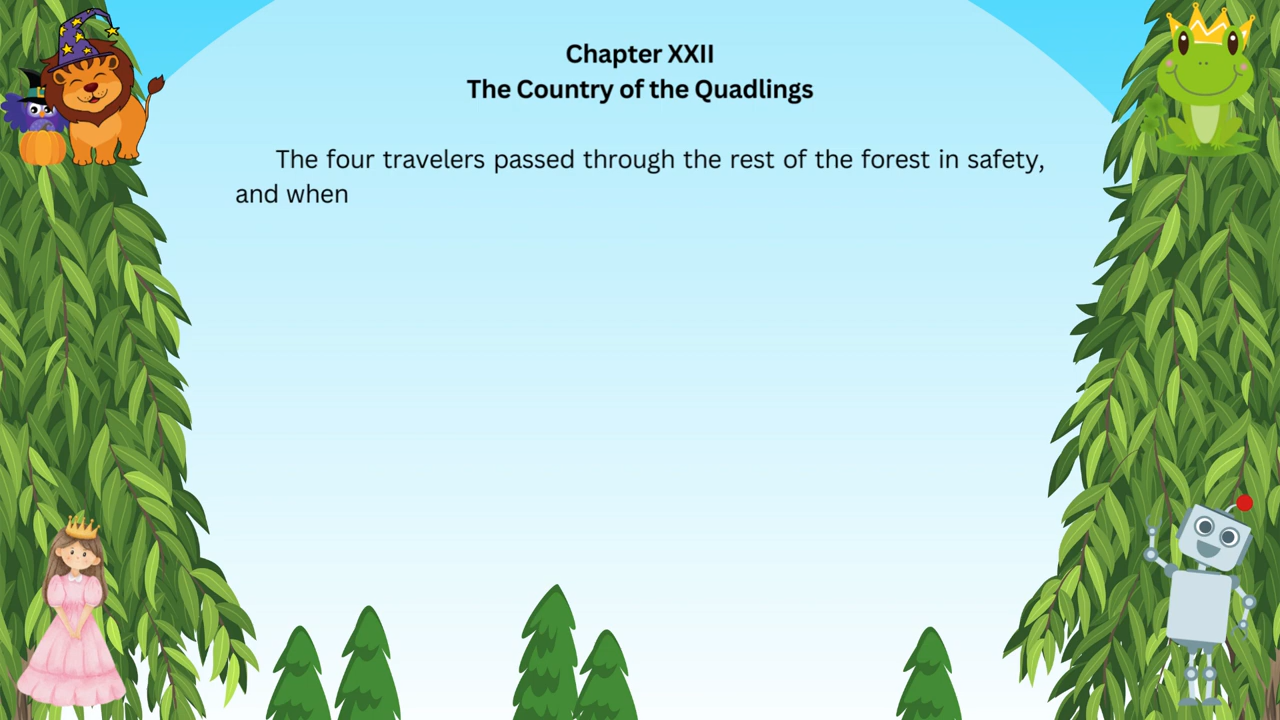 Chapter XXII
The Country of the Quadlings
The four travelers passed through the rest of the forest in safety,
and when